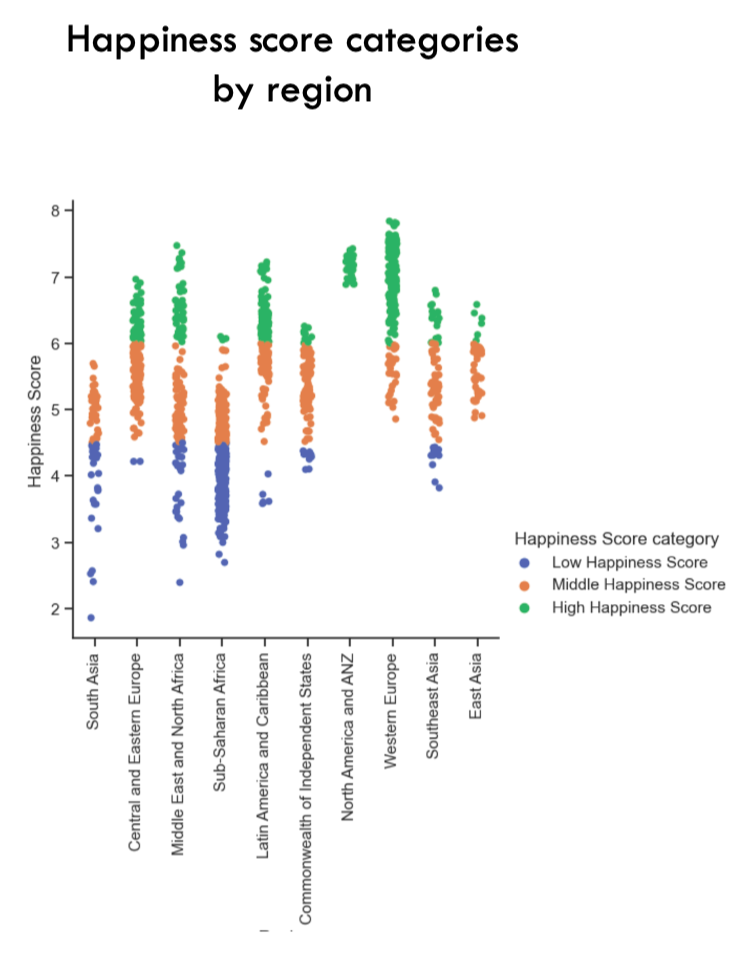 Happiness score categories
by region
8
7
6
5
4
3
2
Happiness Score
South Asia
Central and Eastern Europe
Middle East and North Africa
Sub-Saharan Africa
Latin America and Caribbean
Commonwealth of Independent States
North America and ANZ
Western Europe
Southeast Asia
East Asia
Happiness Score category
Low Happiness Score
Middle Happiness Score
High Happiness Score